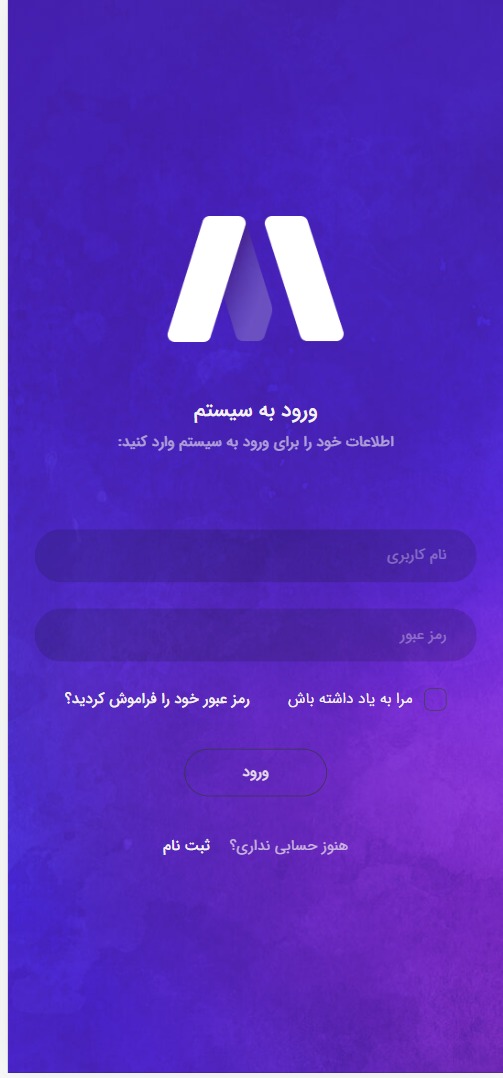 ورود به سیستم
اطلاعات خود را برای ورود به سیستم وارد کنید:
نام کاربری
رمز عبور
مرا به یاد داشته باش رمز عبور خود را فراموش کردید؟
ورود
هنوز حسابی نداری؟ ثبت نام